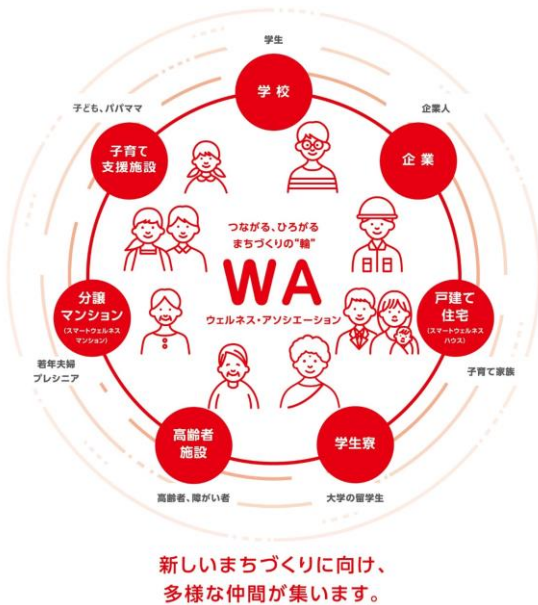 学生
学校
子ども、パパママ
企業人
子育て
支援施設
企業
つながる、ひろがる
まちづくりの“輪”
WA
ウェルネス・アソシエーション
分譲
マンション
(スマートウェルネス
マンション)
戸建て
住宅
(スマートウェルネス
ハウス)
若年夫婦
プレシニア
子育て家族
高齢者
施設
学生寮
高齢者、障がい者
大学の留学生
新しいまちづくりに向け、
多様な仲間が集います。